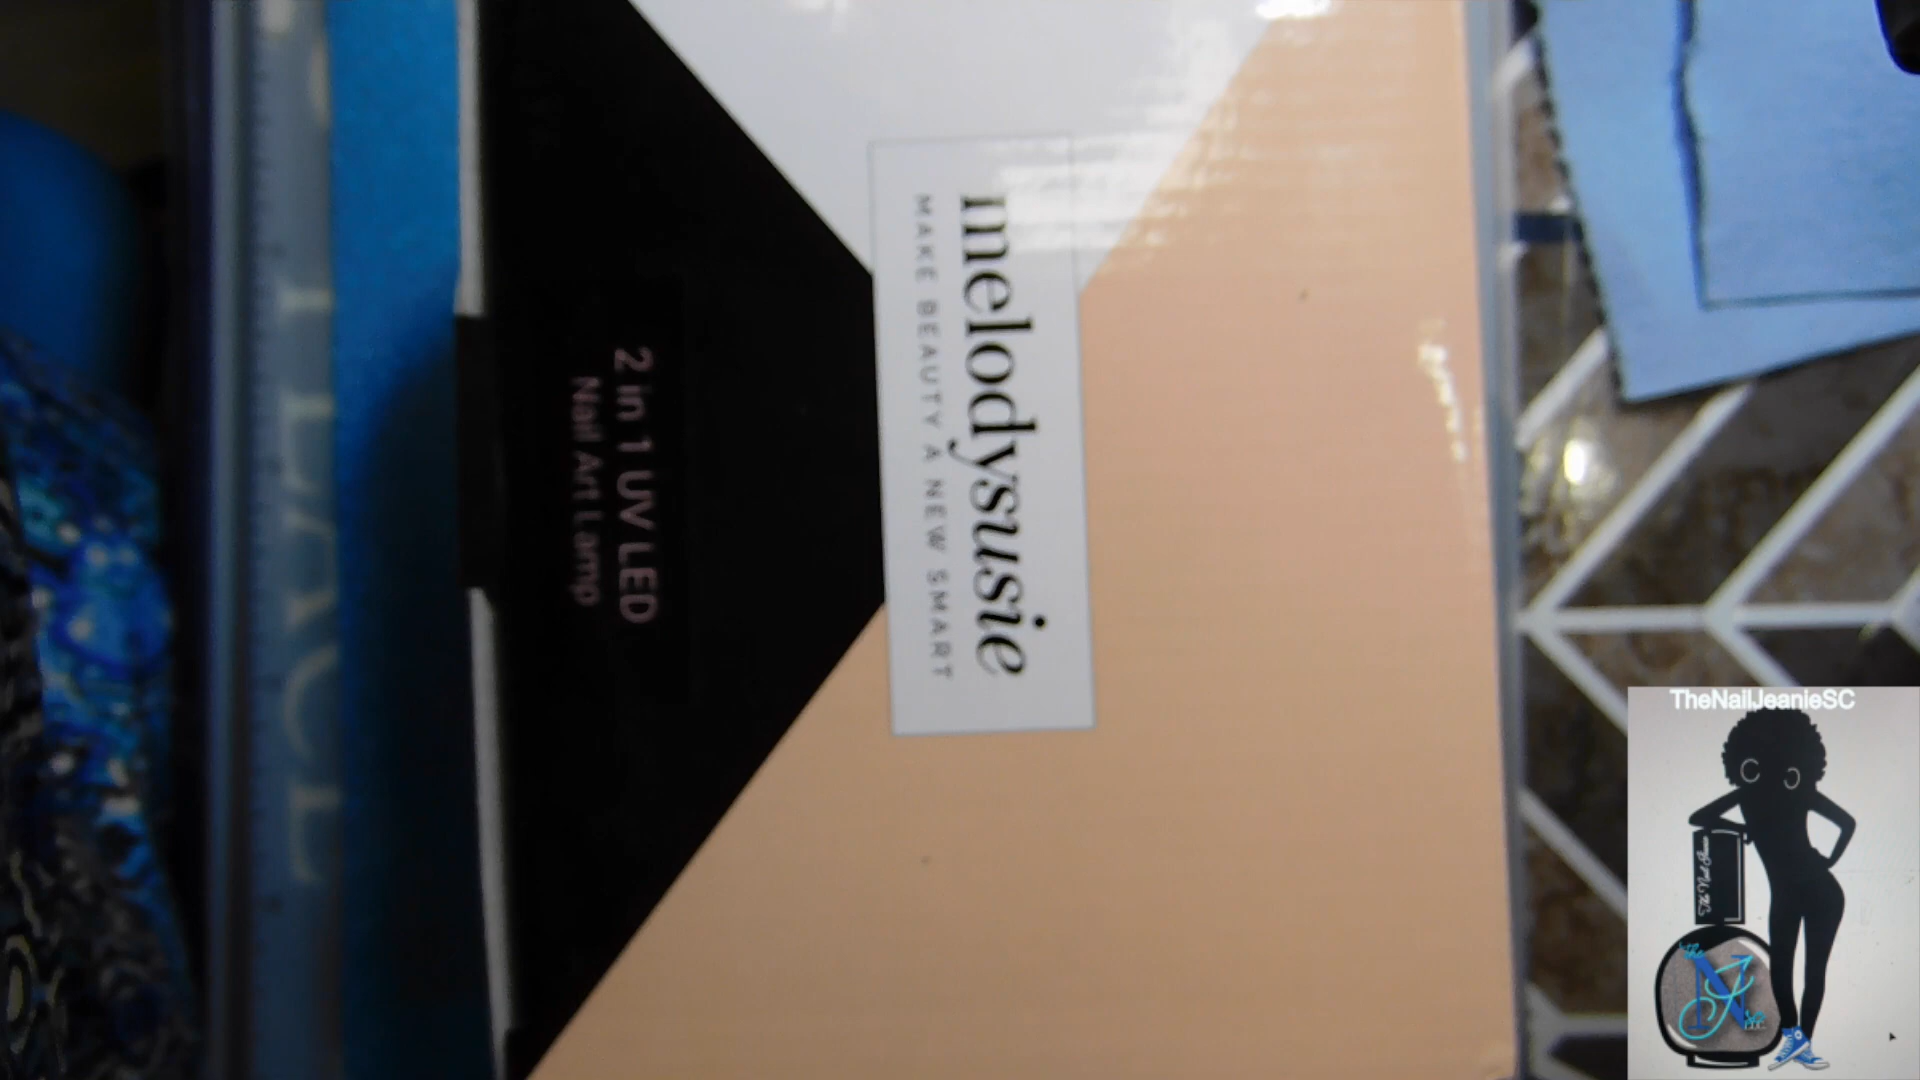 melodysusie
MAKE BEAUTY A NEW SMART
2 in 1 UV LED
Nail Art Lamp
TheNailJeanieSC